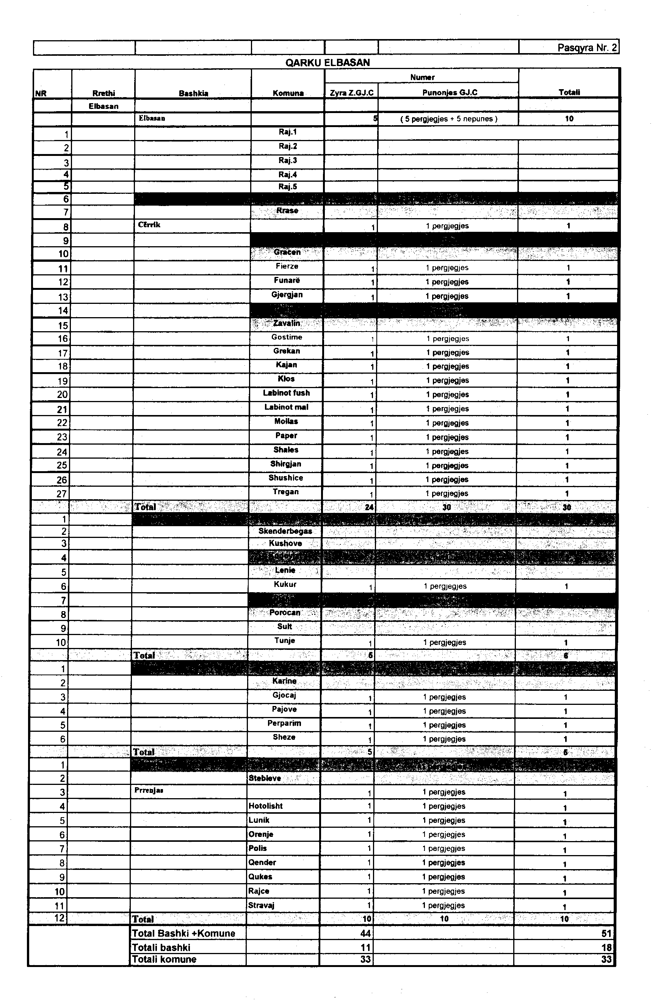 Pasqyra Nr. 2
QARKU ELBASAN
Numer
NR Rrethi Bashkia Komuna Zyra Z.GJ.C Punonjes GJ.C Totali
Elbasan
Elbasan 5 ( 5 pergjegjes + 5 nepunes ) 10
1 Raj.1
2 Raj.2
3 Raj.3
4 Raj.4
5 Raj.5
6
7 Rrase
8 Cërrik 1 1 pergjegjes 1
9
10 Gracen
11 Fierze 1 1 pergjegjes 1
12 Funarë 1 1 pergjegjes 1
13 Gjergjan 1 1 pergjegjes 1
14
15 Zavalin
16 Gostime 1 1 pergjegjes 1
17 Grekan 1 1 pergjegjes 1
18 Kajan 1 1 pergjegjes 1
19 Klos 1 1 pergjegjes 1
20 Labinot fush 1 1 pergjegjes 1
21 Labinot mal 1 1 pergjegjes 1
22 Mollas 1 1 pergjegjes 1
23 Paper 1 1 pergjegjes 1
24 Shales 1 1 pergjegjes 1
25 Shirgjan 1 1 pergjegjes 1
26 Shushice 1 1 pergjegjes 1
27 Tregan 1 1 pergjegjes 1
Total 24 30 30
1
2 Skenderbegas
3 Kushove
4
5 Lenie
6 Kukur 1 1 pergjegjes 1
7
8 Porocan
9 Sult
10 Tunje 1 1 pergjegjes 1
Total 5 6
1
2 Karine
3 Gjocaj 1 1 pergjegjes 1
4 Pajove 1 1 pergjegjes 1
5 Perparim 1 1 pergjegjes 1
6 Sheze 1 1 pergjegjes 1
Total 5 5
1
2 Stebleve
3 Prrenjas 1 1 pergjegjes 1
4 Hotolisht 1 1 pergjegjes 1
5 Lunik 1 1 pergjegjes 1
6 Orenje 1 1 pergjegjes 1
7 Polis 1 1 pergjegjes 1
8 Qender 1 1 pergjegjes 1
9 Qukes 1 1 pergjegjes 1
10 Rajce 1 1 pergjegjes 1
11 Stravaj 1 1 pergjegjes 1
12 Total 10 10 10
Total Bashki +Komune 44 51
Totali bashki 11 18
Totali komune 33 33